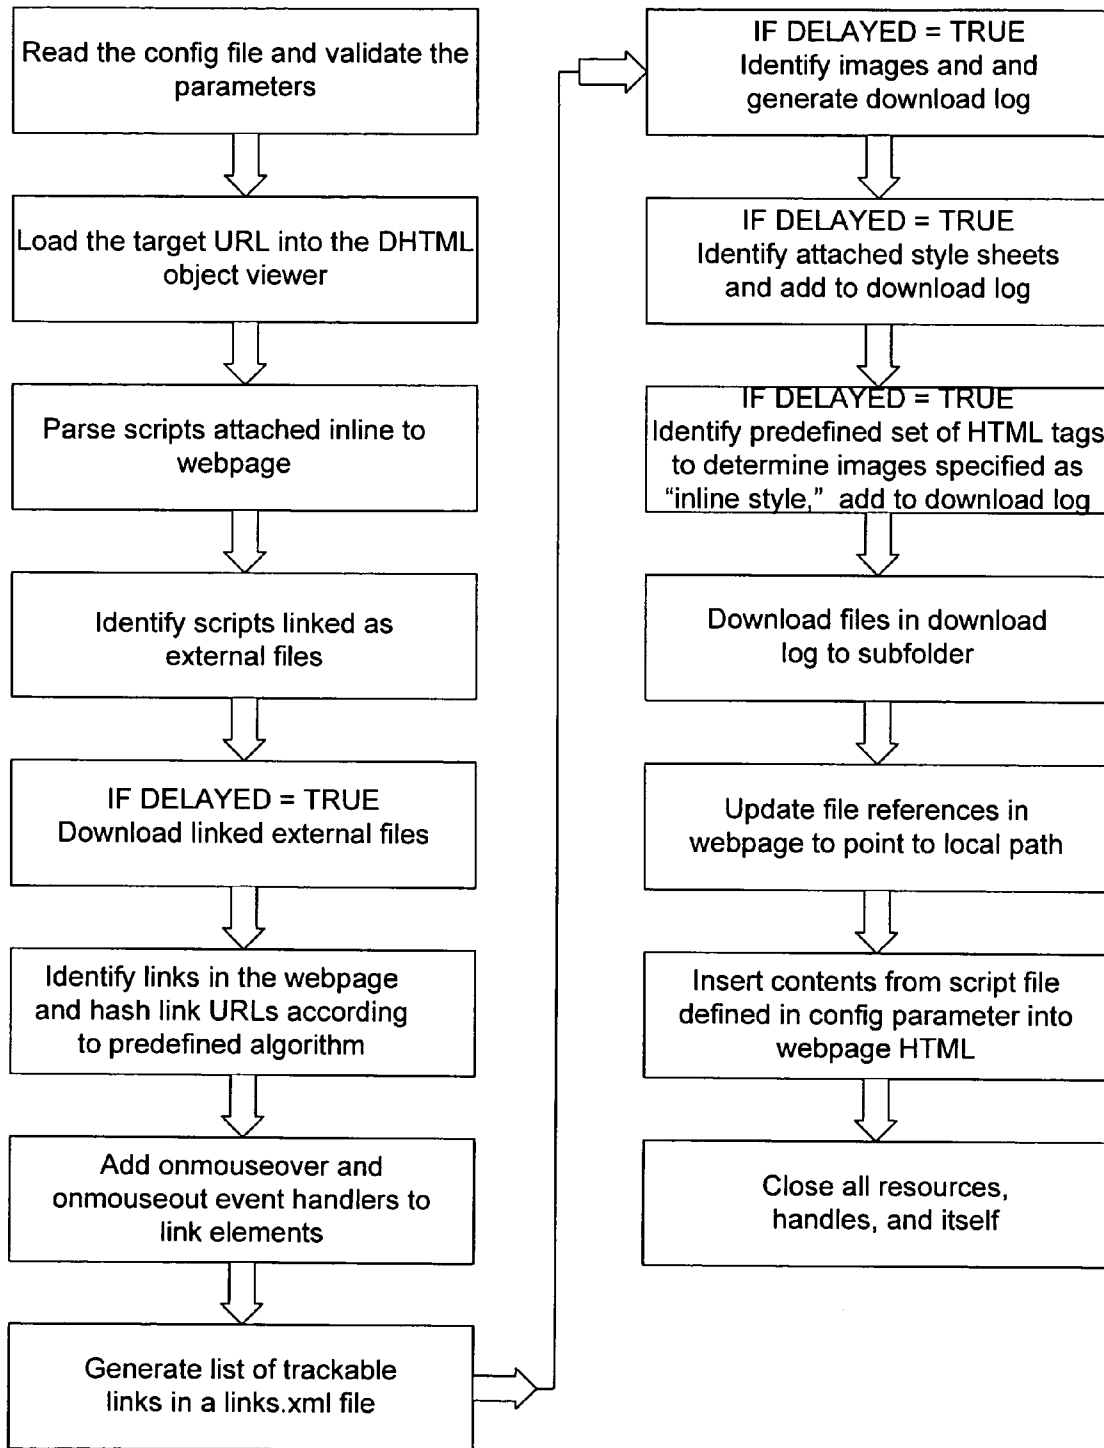 Read the config file and validate the
parameters
Load the target URL into the DHTML
object viewer
Parse scripts attached inline to
webpage
Identify scripts linked as
external files
IF DELAYED = TRUE
Download linked external files
Identify links in the webpage
and hash link URLs according
to predefined algorithm
Add onmouseover and
onmouseout event handlers to
link elements
Generate list of trackable
links in a links.xml file
IF DELAYED = TRUE
Identify images and and
generate download log
IF DELAYED = TRUE
Identify attached style sheets
and add to download log
IF DELAYED = TRUE
Identify predefined set of HTML tags
to determine images specified as
“inline style,” add to download log
Download files in download
log to subfolder
Update file references in
webpage to point to local path
Insert contents from script file
defined in config parameter into
webpage HTML
Close all resources,
handles, and itself